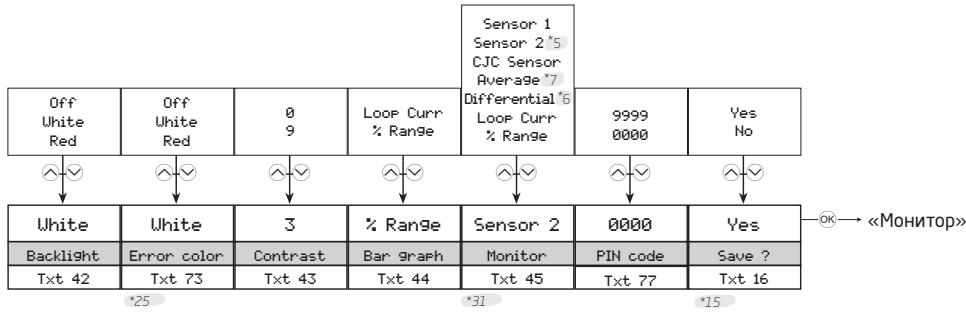 Sensor 1
Sensor 2 *5
CJC Sensor
Average *7
Differential *6
Loop Curr
% Range
Off
White
Red
Off
White
Red
0
9
Loop Curr
% Range
9999
0000
Yes
No
White
White
3
% Range
Sensor 2
0000
Yes
OK
«Монитор»
Backlight
Error color
Contrast
Bar graph
Monitor
PIN code
Save ?
Txt 42
Txt 73
Txt 43
Txt 44
Txt 45
Txt 77
Txt 16
*25
*31
*15